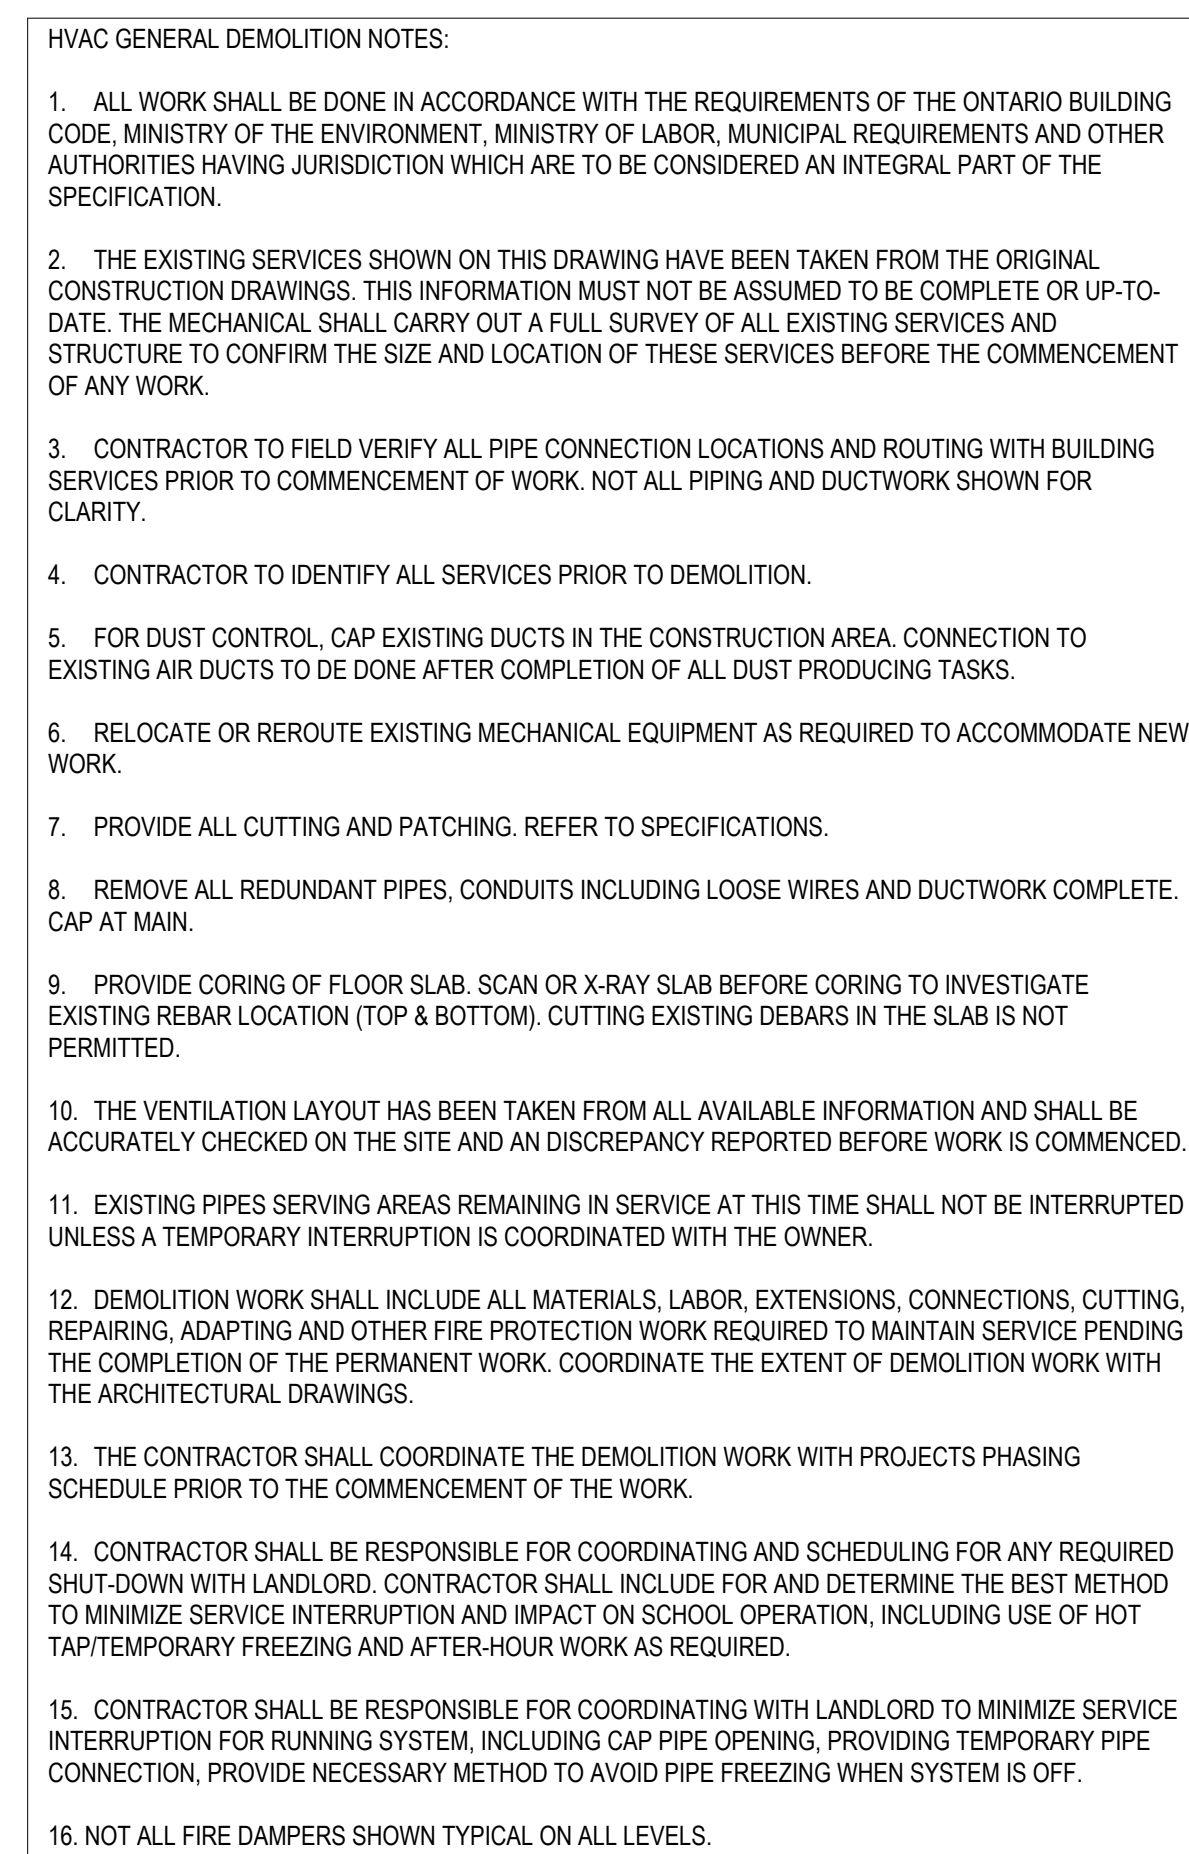 HVAC GENERAL DEMOLITION NOTES:
1. ALL WORK SHALL BE DONE IN ACCORDANCE WITH THE REQUIREMENTS OF THE ONTARIO BUILDING
CODE, MINISTRY OF THE ENVIRONMENT, MINISTRY OF LABOR, MUNICIPAL REQUIREMENTS AND OTHER
AUTHORITIES HAVING JURISDICTION WHICH ARE TO BE CONSIDERED AN INTEGRAL PART OF THE
SPECIFICATION.
2. THE EXISTING SERVICES SHOWN ON THIS DRAWING HAVE BEEN TAKEN FROM THE ORIGINAL
CONSTRUCTION DRAWINGS. THIS INFORMATION MUST NOT BE ASSUMED TO BE COMPLETE OR UP-TO-
DATE. THE MECHANICAL SHALL CARRY OUT A FULL SURVEY OF ALL EXISTING SERVICES AND
STRUCTURE TO CONFIRM THE SIZE AND LOCATION OF THESE SERVICES BEFORE THE COMMENCEMENT
OF ANY WORK.
3. CONTRACTOR TO FIELD VERIFY ALL PIPE CONNECTION LOCATIONS AND ROUTING WITH BUILDING
SERVICES PRIOR TO COMMENCEMENT OF WORK. NOT ALL PIPING AND DUCTWORK SHOWN FOR
CLARITY.
4. CONTRACTOR TO IDENTIFY ALL SERVICES PRIOR TO DEMOLITION.
5. FOR DUST CONTROL, CAP EXISTING DUCTS IN THE CONSTRUCTION AREA. CONNECTION TO
EXISTING AIR DUCTS TO DE DONE AFTER COMPLETION OF ALL DUST PRODUCING TASKS.
6. RELOCATE OR REROUTE EXISTING MECHANICAL EQUIPMENT AS REQUIRED TO ACCOMMODATE NEW
WORK.
7. PROVIDE ALL CUTTING AND PATCHING. REFER TO SPECIFICATIONS.
8. REMOVE ALL REDUNDANT PIPES, CONDUITS INCLUDING LOOSE WIRES AND DUCTWORK COMPLETE.
CAP AT MAIN.
9. PROVIDE CORING OF FLOOR SLAB. SCAN OR X-RAY SLAB BEFORE CORING TO INVESTIGATE
EXISTING REBAR LOCATION (TOP & BOTTOM). CUTTING EXISTING DEBARS IN THE SLAB IS NOT
PERMITTED.
10. THE VENTILATION LAYOUT HAS BEEN TAKEN FROM ALL AVAILABLE INFORMATION AND SHALL BE
ACCURATELY CHECKED ON THE SITE AND AN DISCREPANCY REPORTED BEFORE WORK IS COMMENCED.
11. EXISTING PIPES SERVING AREAS REMAINING IN SERVICE AT THIS TIME SHALL NOT BE INTERRUPTED
UNLESS A TEMPORARY INTERRUPTION IS COORDINATED WITH THE OWNER.
12. DEMOLITION WORK SHALL INCLUDE ALL MATERIALS, LABOR, EXTENSIONS, CONNECTIONS, CUTTING,
REPAIRING, ADAPTING AND OTHER FIRE PROTECTION WORK REQUIRED TO MAINTAIN SERVICE PENDING
THE COMPLETION OF THE PERMANENT WORK. COORDINATE THE EXTENT OF DEMOLITION WORK WITH
THE ARCHITECTURAL DRAWINGS.
13. THE CONTRACTOR SHALL COORDINATE THE DEMOLITION WORK WITH PROJECTS PHASING
SCHEDULE PRIOR TO THE COMMENCEMENT OF THE WORK.
14. CONTRACTOR SHALL BE RESPONSIBLE FOR COORDINATING AND SCHEDULING FOR ANY REQUIRED
SHUT-DOWN WITH LANDLORD. CONTRACTOR SHALL INCLUDE FOR AND DETERMINE THE BEST METHOD
TO MINIMIZE SERVICE INTERRUPTION AND IMPACT ON SCHOOL OPERATION, INCLUDING USE OF HOT
TAP/TEMPORARY FREEZING AND AFTER-HOUR WORK AS REQUIRED.
15. CONTRACTOR SHALL BE RESPONSIBLE FOR COORDINATING WITH LANDLORD TO MINIMIZE SERVICE
INTERRUPTION FOR RUNNING SYSTEM, INCLUDING CAP PIPE OPENING, PROVIDING TEMPORARY PIPE
CONNECTION, PROVIDE NECESSARY METHOD TO AVOID PIPE FREEZING WHEN SYSTEM IS OFF.
16. NOT ALL FIRE DAMPERS SHOWN TYPICAL ON ALL LEVELS.